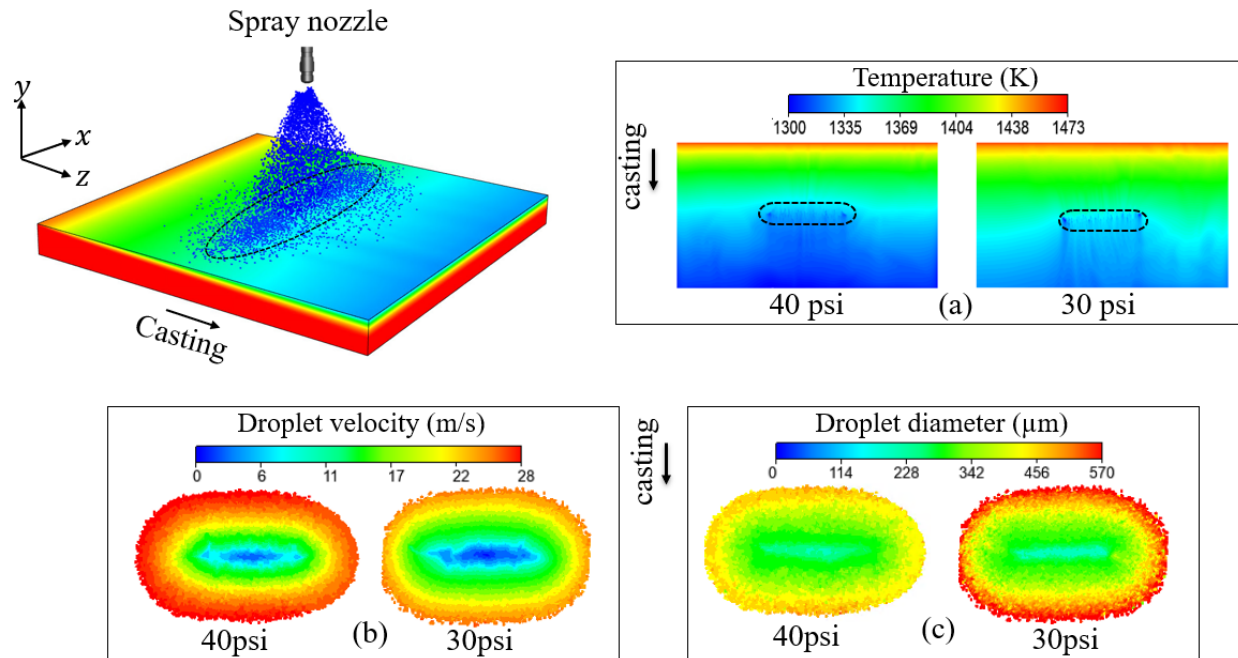 Spray nozzle
y
x
z
Casting
Temperature (K)
1300 1335 1369 1404 1438 1473
casting
40 psi
(a)
30 psi
Droplet velocity (m/s)
0 6 11 17 22 28
40psi
(b)
30psi
casting
Droplet diameter (µm)
0 114 228 342 456 570
40psi
(c)
30psi